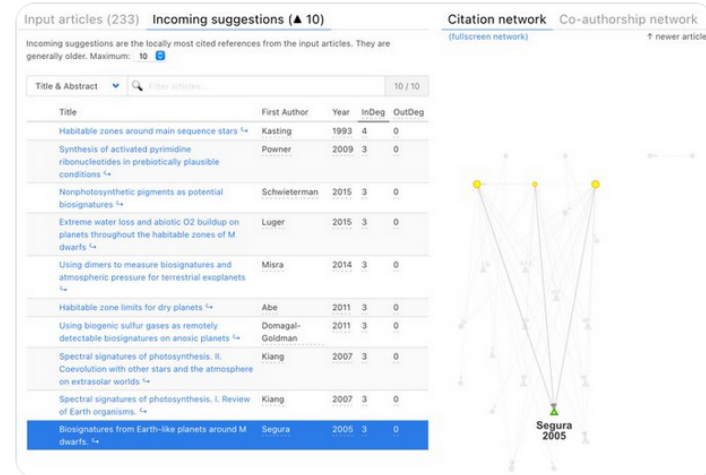 Input articles (233) Incoming suggestions (▲ 10)
Incoming suggestions are the locally most cited references from the input articles. They are
generally older. Maximum: 10
Title & Abstract Filter articles... 10 / 10
Title First Author Year InDeg OutDeg
Habitable zones around main sequence stars ↪ Kasting 1993 4 0
Synthesis of activated pyrimidine
ribonucleotides in prebiotically plausible
conditions ↪
Powner 2009 3 0
Nonphotosynthetic pigments as potential
biosignatures ↪
Schwieterman 2015 3 0
Extreme water loss and abiotic O2 buildup on
planets throughout the habitable zones of M
dwarfs ↪
Luger 2015 3 0
Using dimers to measure biosignatures and
atmospheric pressure for terrestrial exoplanets
↪
Misra 2014 3 0
Habitable zone limits for dry planets ↪ Abe 2011 3 0
Using biogenic sulfur gases as remotely
detectable biosignatures on anoxic planets ↪
Domagal-
Goldman
2011 3 0
Spectral signatures of photosynthesis. II.
Coevolution with other stars and the atmosphere
on extrasolar worlds ↪
Kiang 2007 3 0
Spectral signatures of photosynthesis. I. Review
of Earth organisms. ↪
Kiang 2007 3 0
Biosignatures from Earth-like planets around M
dwarfs. ↪
Segura 2005 3 0
Citation network Co-authorship network
(fullscreen network) ↑ newer article
Segura
2005